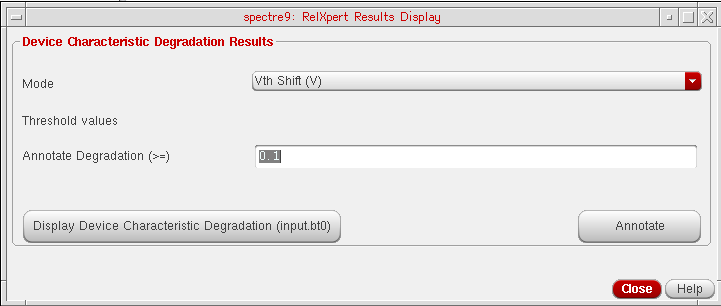 spectre9: RelXpert Results Display
Device Characteristic Degradation Results
Mode
Vth Shift (V)
Threshold values
Annotate Degradation (>=)
0.1
Display Device Characteristic Degradation (input.bt0)
Annotate
Close
Help